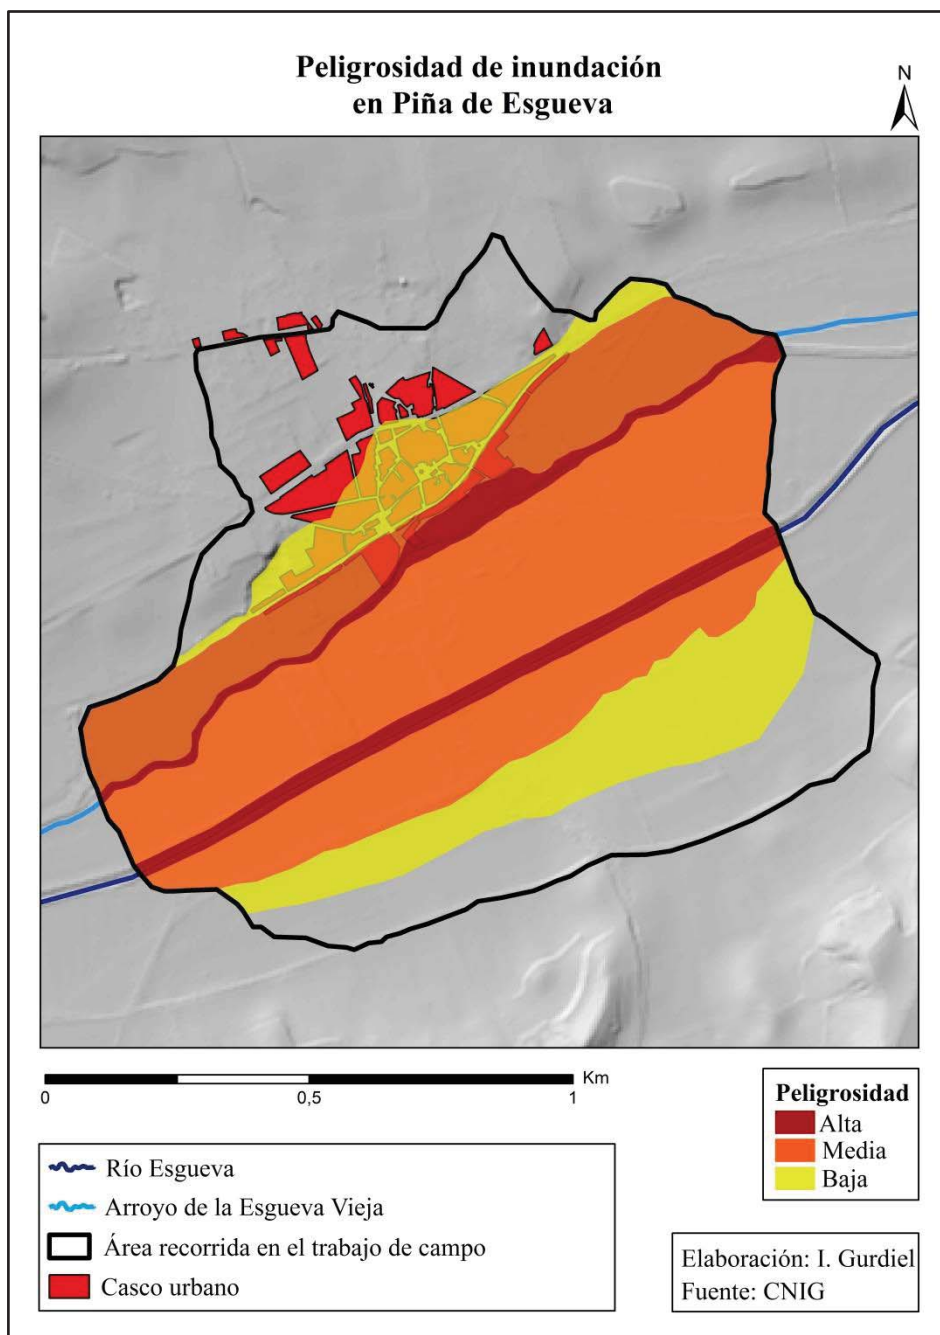 Peligrosidad de inundación
en Piña de Esgueva
N
Km
0
0,5
1
Peligrosidad
Alta
Media
Baja
Río Esgueva
Arroyo de la Esgueva Vieja
Área recorrida en el trabajo de campo
Casco urbano
Elaboración: I. Gurdiel
Fuente: CNIG